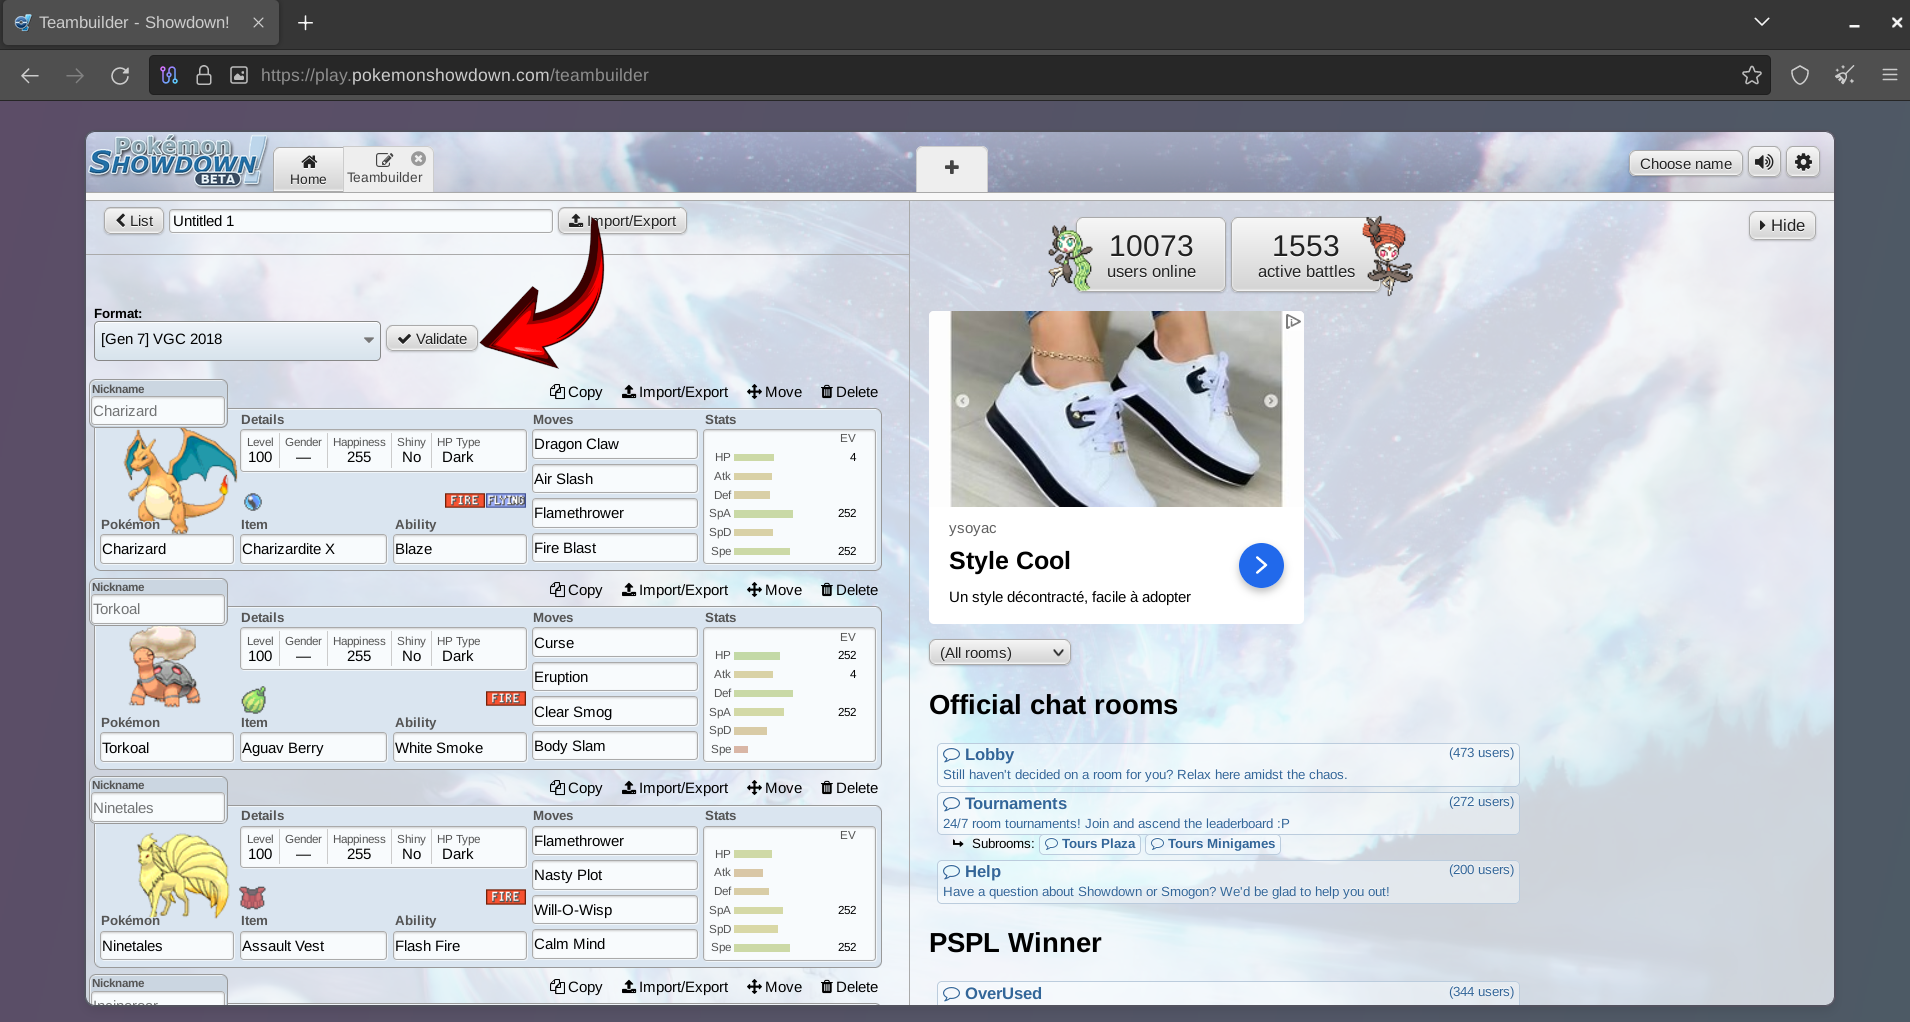 Teambuilder - Showdown!
https://play.pokemonshowdown.com/teambuilder
Pokémon
SHOWDOWN!
BETA
Home
Teambuilder
Choose name
List
Untitled 1
Import/Export
Format:
[Gen 7] VGC 2018
Validate
Nickname
Charizard
Copy Import/Export Move Delete
Details Moves Stats
Level Gender Happiness Shiny HP Type
100 — 255 No Dark
FIRE FLYING
Pokémon Item Ability
Charizard Charizardite X Blaze
Dragon Claw
Air Slash
Flamethrower
Fire Blast
EV
HP 4
Atk
Def
SpA 252
SpD
Spe 252
Nickname
Torkoal
Copy Import/Export Move Delete
Details Moves Stats
Level Gender Happiness Shiny HP Type
100 — 255 No Dark
FIRE
Pokémon Item Ability
Torkoal Aguav Berry White Smoke
Curse
Eruption
Clear Smog
Body Slam
EV
HP 252
Atk 4
Def
SpA 252
SpD
Spe
Nickname
Ninetales
Copy Import/Export Move Delete
Details Moves Stats
Level Gender Happiness Shiny HP Type
100 — 255 No Dark
FIRE
Pokémon Item Ability
Ninetales Assault Vest Flash Fire
Flamethrower
Nasty Plot
Will-O-Wisp
Calm Mind
EV
HP
Atk
Def
SpA 252
SpD
Spe 252
Nickname
Copy Import/Export Move Delete
10073
users online
1553
active battles
Hide
ysoyac
Style Cool
Un style décontracté, facile à adopter
(All rooms)
Official chat rooms
Lobby (473 users)
Still haven't decided on a room for you? Relax here amidst the chaos.
Tournaments (272 users)
24/7 room tournaments! Join and ascend the leaderboard :P
Subrooms: Tours Plaza Tours Minigames
Help (200 users)
Have a question about Showdown or Smogon? We'd be glad to help you out!
PSPL Winner
OverUsed (344 users)